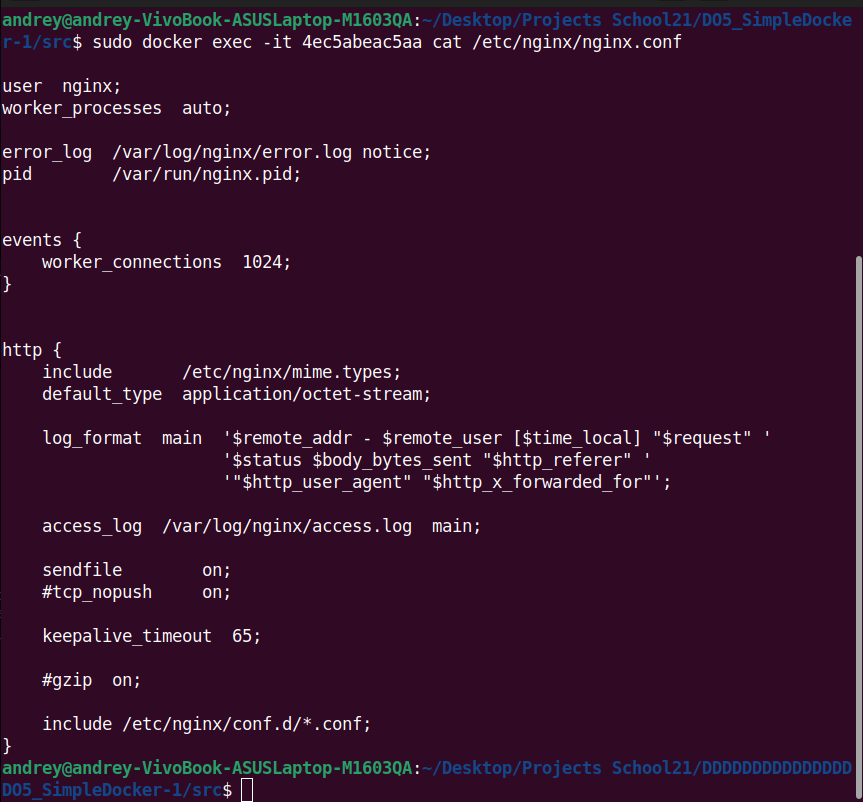 andrey@andrey-VivoBook-ASUSLaptop-M1603QA:~/Desktop/Projects School21/DO5_SimpleDocke
r-1/src$ sudo docker exec -it 4ec5abeac5aa cat /etc/nginx/nginx.conf
user  nginx;
worker_processes  auto;
error_log  /var/log/nginx/error.log notice;
pid        /var/run/nginx.pid;
events {
    worker_connections  1024;
}
http {
    include       /etc/nginx/mime.types;
    default_type  application/octet-stream;
    log_format  main  '$remote_addr - $remote_user [$time_local] "$request" '
                      '$status $body_bytes_sent "$http_referer" '
                      '"$http_user_agent" "$http_x_forwarded_for"';
    access_log  /var/log/nginx/access.log  main;
    sendfile        on;
    #tcp_nopush     on;
    keepalive_timeout  65;
    #gzip  on;
    include /etc/nginx/conf.d/*.conf;
}
andrey@andrey-VivoBook-ASUSLaptop-M1603QA:~/Desktop/Projects School21/DDDDDDDDDDDDDDD
DO5_SimpleDocker-1/src$